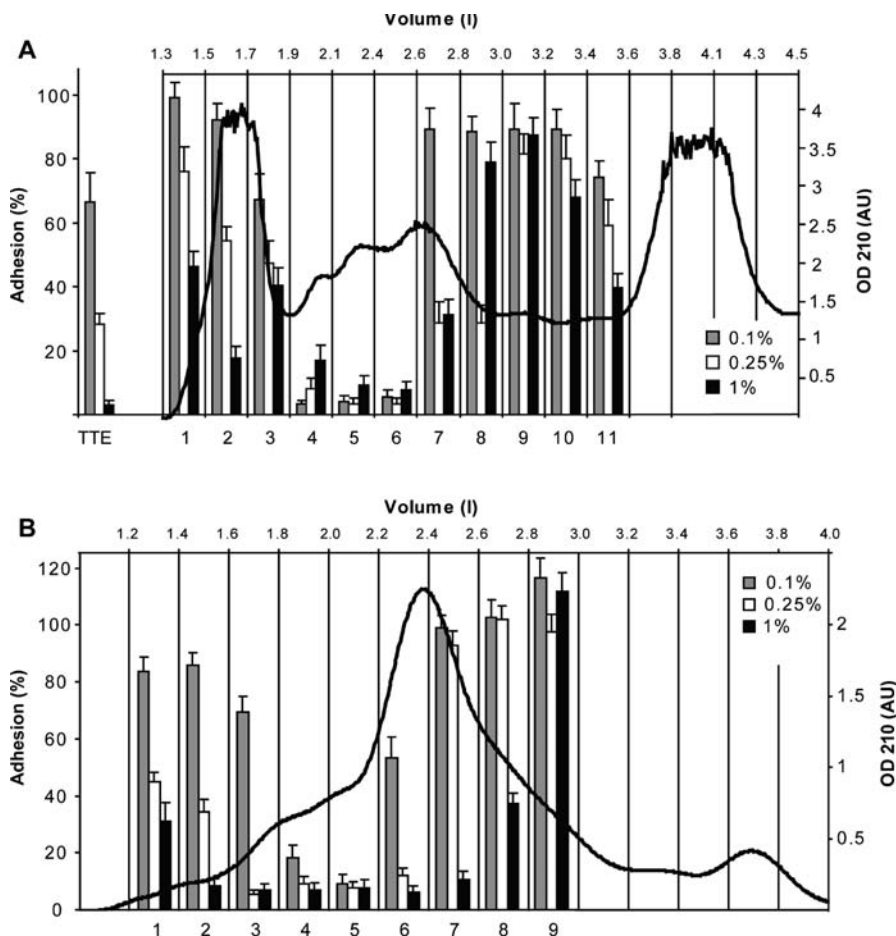 Volume (l)
A
1.3 1.5 1.7 1.9 2.1 2.4 2.6 2.8 3.0 3.2 3.4 3.6 3.8 4.1 4.3 4.5
Adhesion (%)
100
80
60
40
20
OD 210 (AU)
4
3.5
3
2.5
2
1.5
1
0.5
0.1%
0.25%
1%
TTE 1 2 3 4 5 6 7 8 9 10 11
Volume (l)
B
1.2 1.4 1.6 1.8 2.0 2.2 2.4 2.6 2.8 3.0 3.2 3.4 3.6 3.8 4.0
Adhesion (%)
120
100
80
60
40
20
0
OD 210 (AU)
2
1.5
1
0.5
0.1%
0.25%
1%
1 2 3 4 5 6 7 8 9